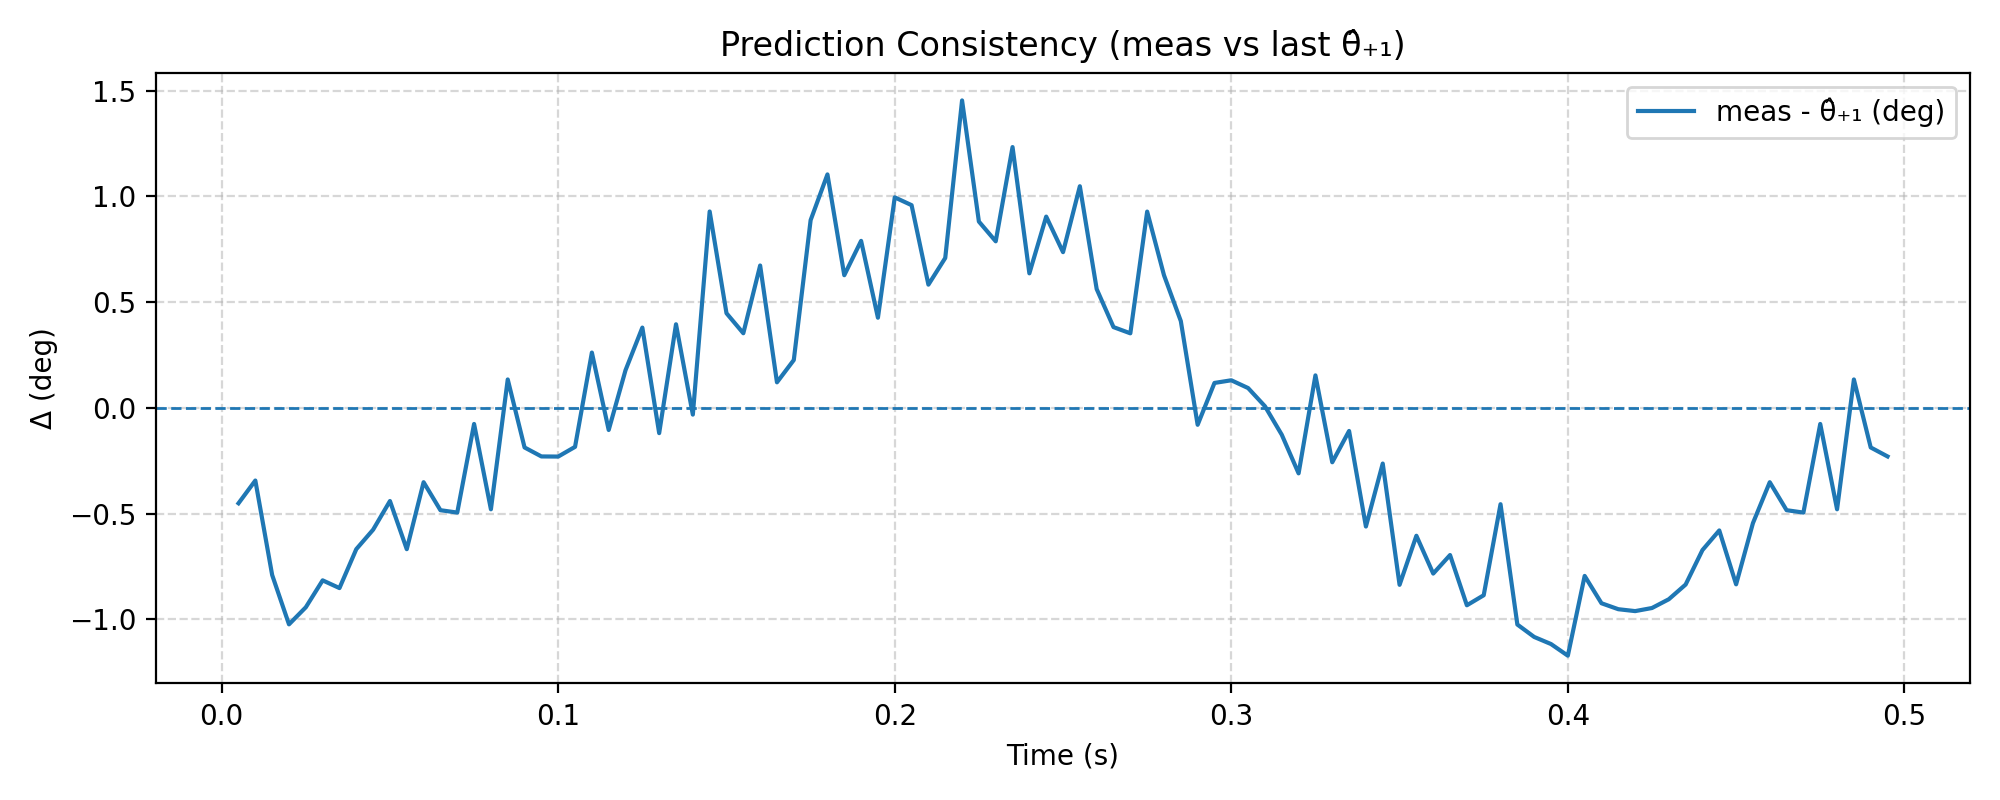 Prediction Consistency (meas vs last θ̂₊₁)
meas - θ̂₊₁ (deg)
Δ (deg)
1.5
1.0
0.5
0.0
−0.5
−1.0
0.0 0.1 0.2 0.3 0.4 0.5
Time (s)